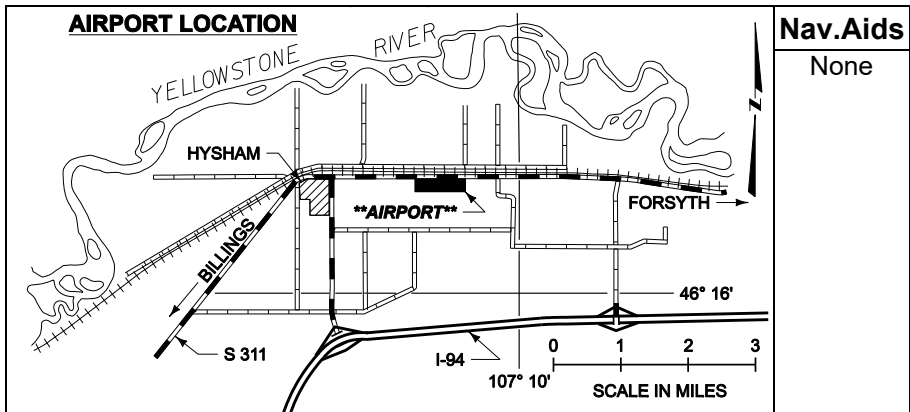 AIRPORT LOCATION
Nav.Aids
None
YELLOWSTONE RIVER
N
HYSHAM
**AIRPORT**
FORSYTH
BILLINGS
46° 16'
S 311
I-94
107° 10'
0 1 2 3
SCALE IN MILES